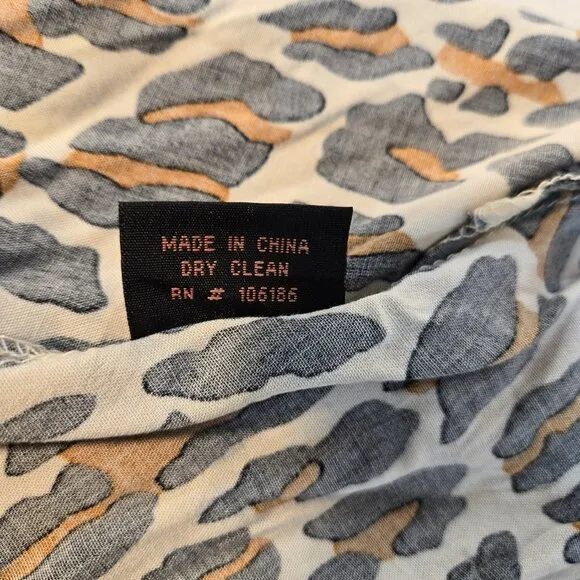 MADE IN CHINA
DRY CLEAN
RN # 106186